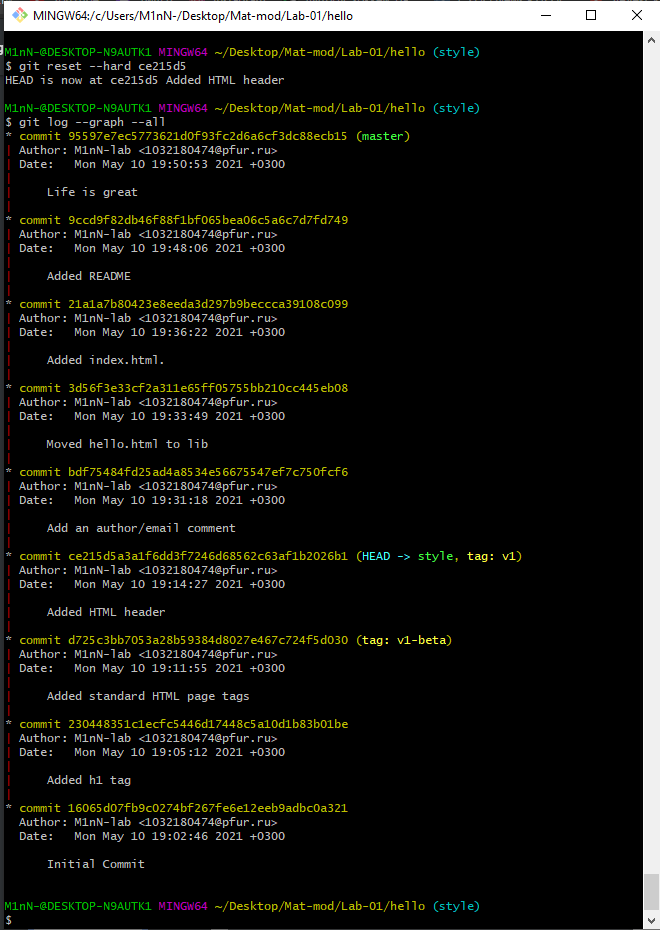 MINGW64:/c/Users/M1nN-/Desktop/Mat-mod/Lab-01/hello
M1nN-@DESKTOP-N9AUTK1 MINGW64 ~/Desktop/Mat-mod/Lab-01/hello (style)
$ git reset --hard ce215d5
HEAD is now at ce215d5 Added HTML header
M1nN-@DESKTOP-N9AUTK1 MINGW64 ~/Desktop/Mat-mod/Lab-01/hello (style)
$ git log --graph --all
* commit 95597e7ec5773621d0f93fc2d6a6cf3dc88ecb15 (master)
| Author: M1nN-lab <1032180474@pfur.ru>
| Date:   Mon May 10 19:50:53 2021 +0300
|
|     Life is great
|
* commit 9ccd9f82db46f88f1bf065bea06c5a6c7d7fd749
| Author: M1nN-lab <1032180474@pfur.ru>
| Date:   Mon May 10 19:48:06 2021 +0300
|
|     Added README
|
* commit 21a1a7b80423e8eeda3d297b9beccca39108c099
| Author: M1nN-lab <1032180474@pfur.ru>
| Date:   Mon May 10 19:36:22 2021 +0300
|
|     Added index.html.
|
* commit 3d56f3e33cf2a311e65ff05755bb210cc445eb08
| Author: M1nN-lab <1032180474@pfur.ru>
| Date:   Mon May 10 19:33:49 2021 +0300
|
|     Moved hello.html to lib
|
* commit bdf75484fd25ad4a8534e56675547ef7c750fcf6
| Author: M1nN-lab <1032180474@pfur.ru>
| Date:   Mon May 10 19:31:18 2021 +0300
|
|     Add an author/email comment
|
* commit ce215d5a3a1f6dd3f7246d68562c63af1b2026b1 (HEAD -> style, tag: v1)
| Author: M1nN-lab <1032180474@pfur.ru>
| Date:   Mon May 10 19:14:27 2021 +0300
|
|     Added HTML header
|
* commit d725c3bb7053a28b59384d8027e467c724f5d030 (tag: v1-beta)
| Author: M1nN-lab <1032180474@pfur.ru>
| Date:   Mon May 10 19:11:55 2021 +0300
|
|     Added standard HTML page tags
|
* commit 230448351c1ecfc5446d17448c5a10d1b83b01be
| Author: M1nN-lab <1032180474@pfur.ru>
| Date:   Mon May 10 19:05:12 2021 +0300
|
|     Added h1 tag
|
* commit 16065d07fb9c0274bf267fe6e12eeb9adbc0a321
  Author: M1nN-lab <1032180474@pfur.ru>
  Date:   Mon May 10 19:02:46 2021 +0300
      Initial Commit
M1nN-@DESKTOP-N9AUTK1 MINGW64 ~/Desktop/Mat-mod/Lab-01/hello (style)
$